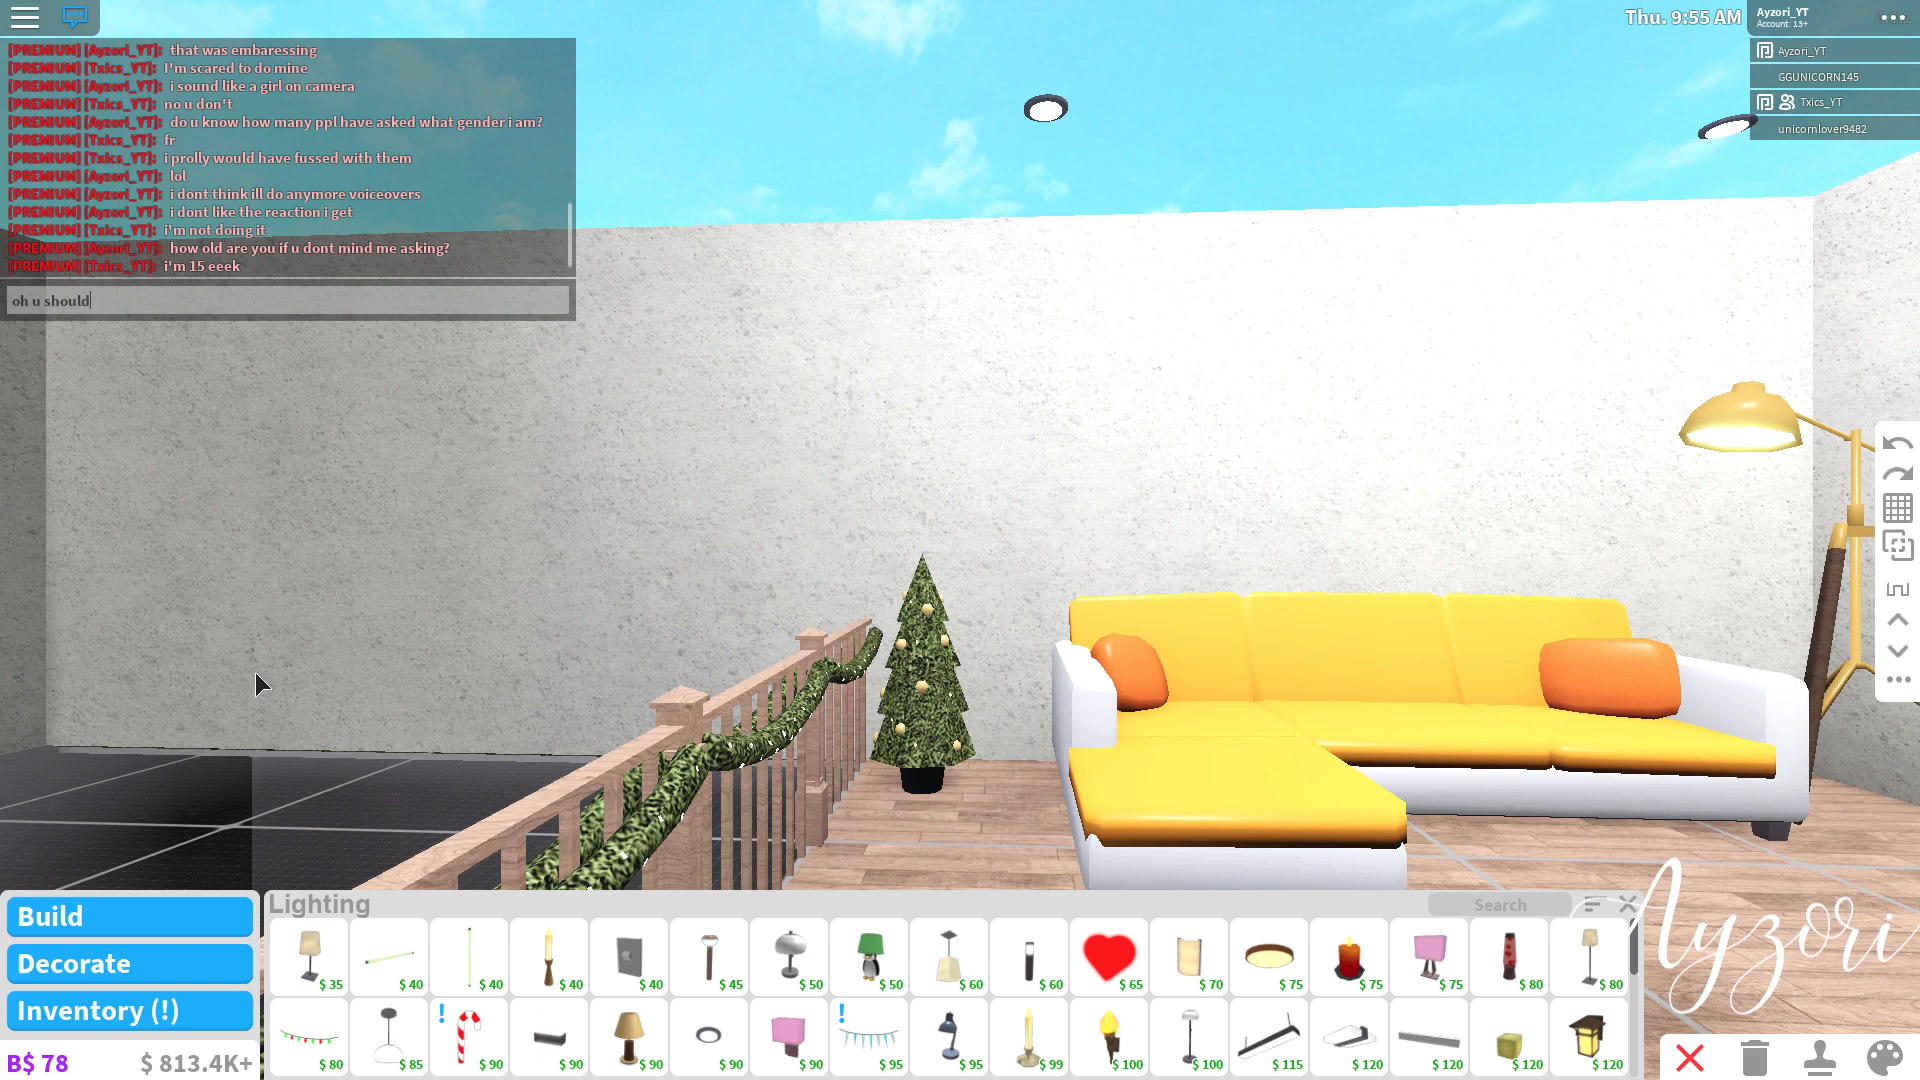 Thu. 9:55 AM
Ayzori_YT
Account: 13+
Ayzori_YT
GGUNICORN145
Txics_YT
unicornlover9482
[PREMIUM] [Ayzori_YT]: that was embaressing
[PREMIUM] [Txics_YT]: I'm scared to do mine
[PREMIUM] [Ayzori_YT]: i sound like a girl on camera
[PREMIUM] [Txics_YT]: no u don't
[PREMIUM] [Ayzori_YT]: do u know how many ppl have asked what gender i am?
[PREMIUM] [Txics_YT]: fr
[PREMIUM] [Txics_YT]: i prolly would have fussed with them
[PREMIUM] [Ayzori_YT]: lol
[PREMIUM] [Ayzori_YT]: i dont think ill do anymore voiceovers
[PREMIUM] [Ayzori_YT]: i dont like the reaction i get
[PREMIUM] [Txics_YT]: i'm not doing it
[PREMIUM] [Ayzori_YT]: how old are you if u dont mind me asking?
[PREMIUM] [Txics_YT]: i'm 15 eeek
oh u should
Build
Decorate
Inventory (!)
B$ 78 $ 813.4K+
Lighting
Search
$ 35 $ 40 $ 40 $ 40 $ 40 $ 45 $ 50 $ 50 $ 60 $ 60 $ 65 $ 70 $ 75 $ 75 $ 75 $ 80 $ 80
! !
$ 80 $ 85 $ 90 $ 90 $ 90 $ 90 $ 90 $ 95 $ 95 $ 99 $ 100 $ 100 $ 115 $ 120 $ 120 $ 120 $ 120
Ayzori